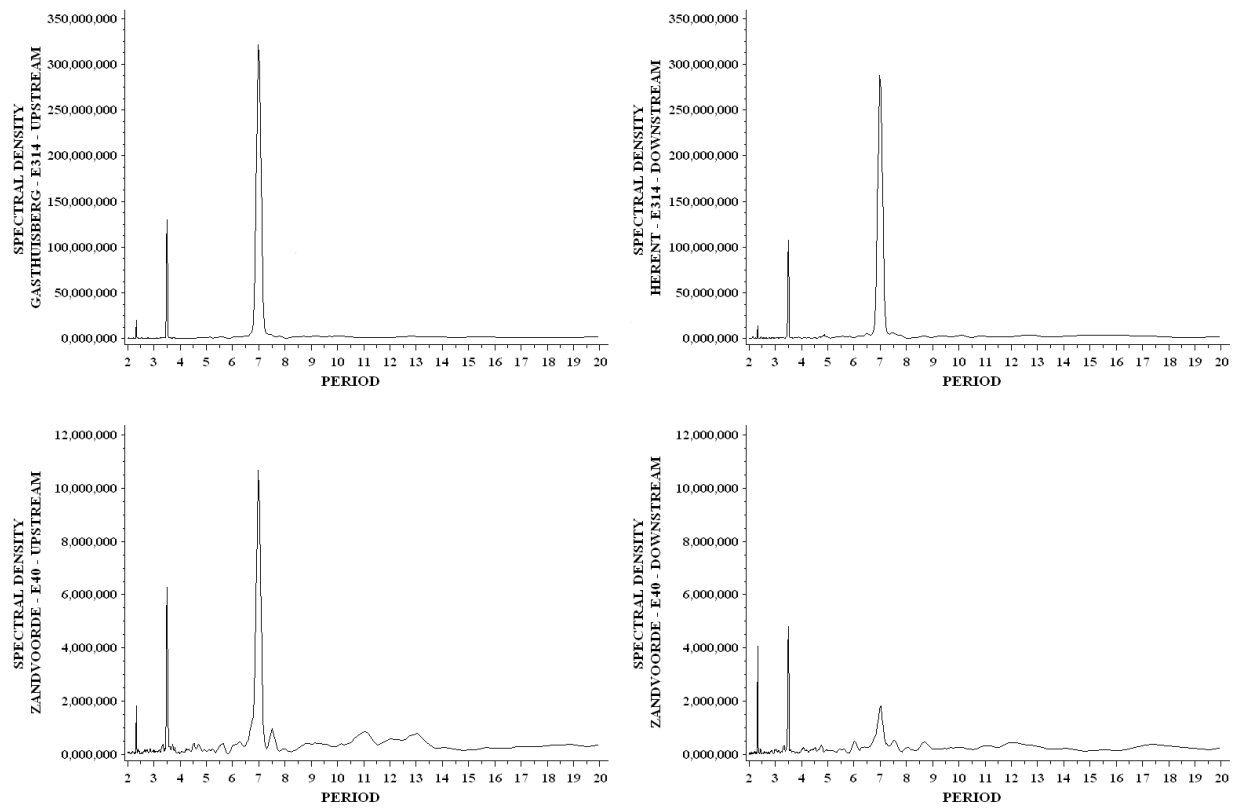 SPECTRAL DENSITY
GASTHUISBERG - E314 - UPSTREAM
350,000,000
300,000,000
250,000,000
200,000,000
150,000,000
100,000,000
50,000,000
0,000,000
2 3 4 5 6 7 8 9 10 11 12 13 14 15 16 17 18 19 20
PERIOD
SPECTRAL DENSITY
HERENT - E314 - DOWNSTREAM
350,000,000
300,000,000
250,000,000
200,000,000
150,000,000
100,000,000
50,000,000
0,000,000
2 3 4 5 6 7 8 9 10 11 12 13 14 15 16 17 18 19 20
PERIOD
SPECTRAL DENSITY
ZANDVOORDE - E40 - UPSTREAM
12,000,000
10,000,000
8,000,000
6,000,000
4,000,000
2,000,000
0,000,000
2 3 4 5 6 7 8 9 10 11 12 13 14 15 16 17 18 19 20
PERIOD
SPECTRAL DENSITY
ZANDVOORDE - E40 - DOWNSTREAM
12,000,000
10,000,000
8,000,000
6,000,000
4,000,000
2,000,000
0,000,000
2 3 4 5 6 7 8 9 10 11 12 13 14 15 16 17 18 19 20
PERIOD